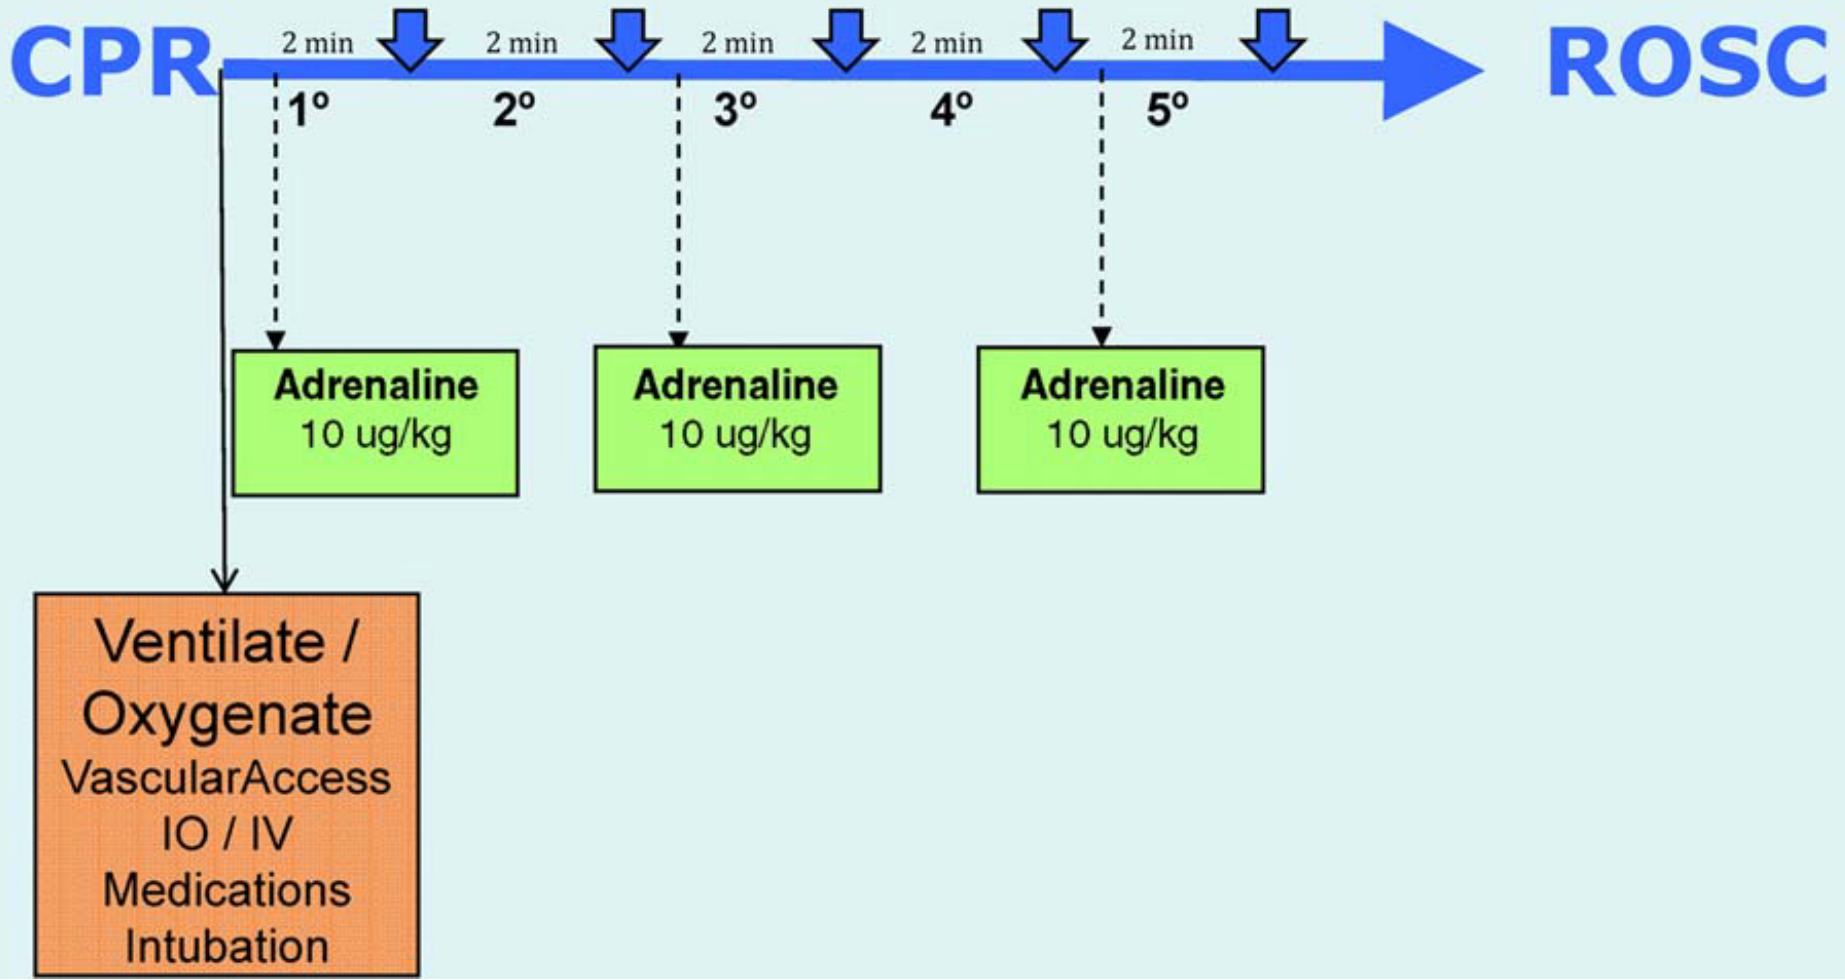 CPR
2 min
2 min
2 min
2 min
2 min
ROSC
1º
2º
3º
4º
5º
Adrenaline
10 ug/kg
Adrenaline
10 ug/kg
Adrenaline
10 ug/kg
Ventilate /
Oxygenate
VascularAccess
IO / IV
Medications
Intubation